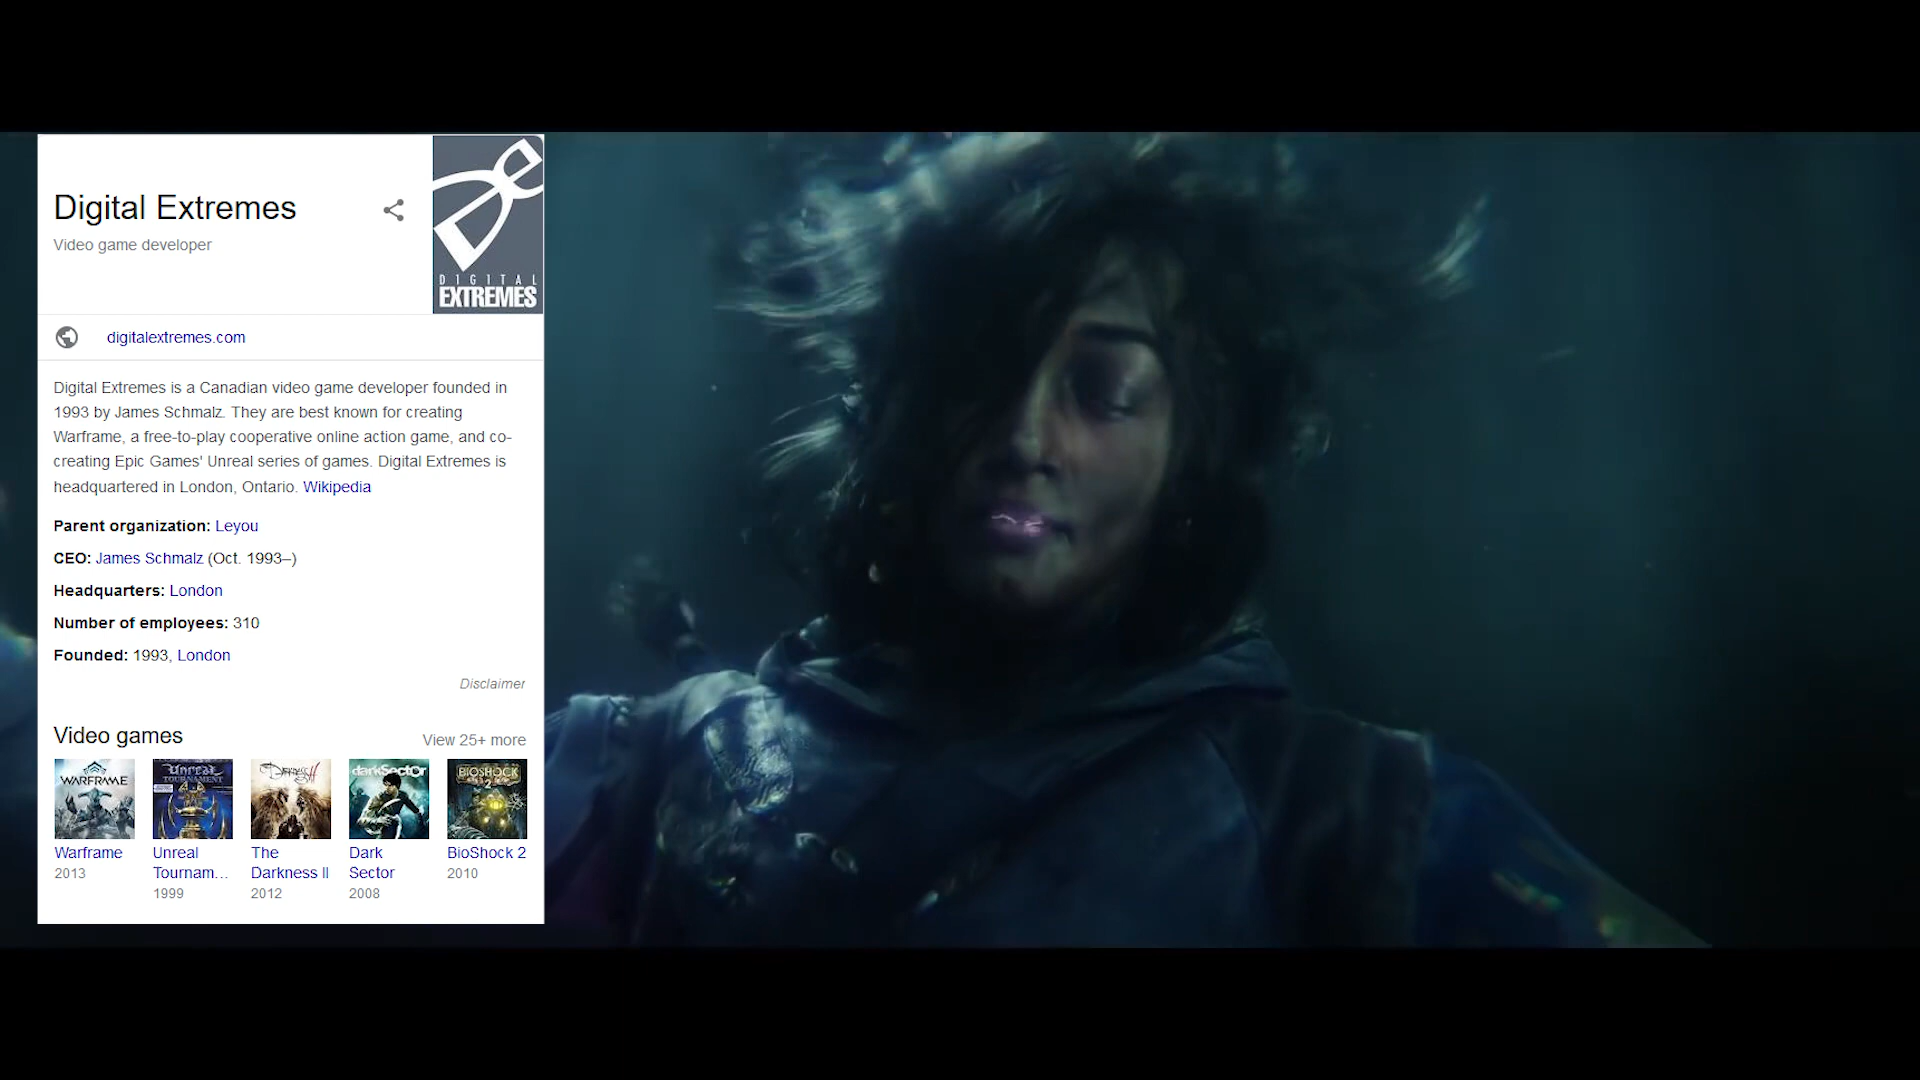 Digital Extremes
Video game developer
DIGITAL
EXTREMES
digitalextremes.com
Digital Extremes is a Canadian video game developer founded in
1993 by James Schmalz. They are best known for creating
Warframe, a free-to-play cooperative online action game, and co-
creating Epic Games' Unreal series of games. Digital Extremes is
headquartered in London, Ontario. Wikipedia
Parent organization: Leyou
CEO: James Schmalz (Oct. 1993–)
Headquarters: London
Number of employees: 310
Founded: 1993, London
Disclaimer
Video games
View 25+ more
WARFRAME
Unreal
TOURNAMENT
Darkness II
darkSector
BIOSHOCK
2
Warframe
2013
Unreal
Tournam...
1999
The
Darkness II
2012
Dark
Sector
2008
BioShock 2
2010